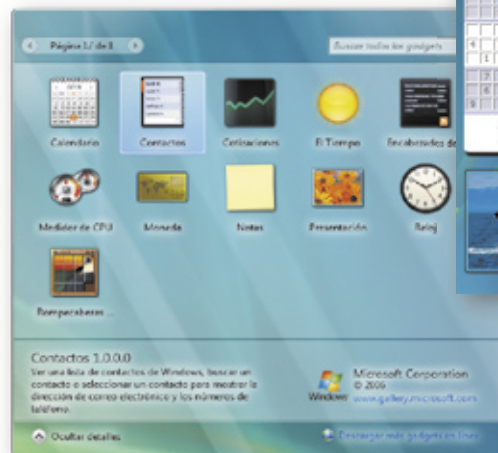 Página 1/ de 1
Buscar todos los gadgets
Calendario
Contactos
Cotizaciones
El Tiempo
Encabezados de
Medidor de CPU
Moneda
Notas
Presentación
Reloj
Rompecabezas ...
Contactos 1.0.0.0
Ver una lista de contactos de Windows, buscar un
contacto o seleccionar un contacto para mostrar la
dirección de correo electrónico y los números de
teléfono.
Microsoft Corporation
© 2006
Windows
www.gallery.microsoft.com
Ocultar detalles
Descargar más gadgets en línea